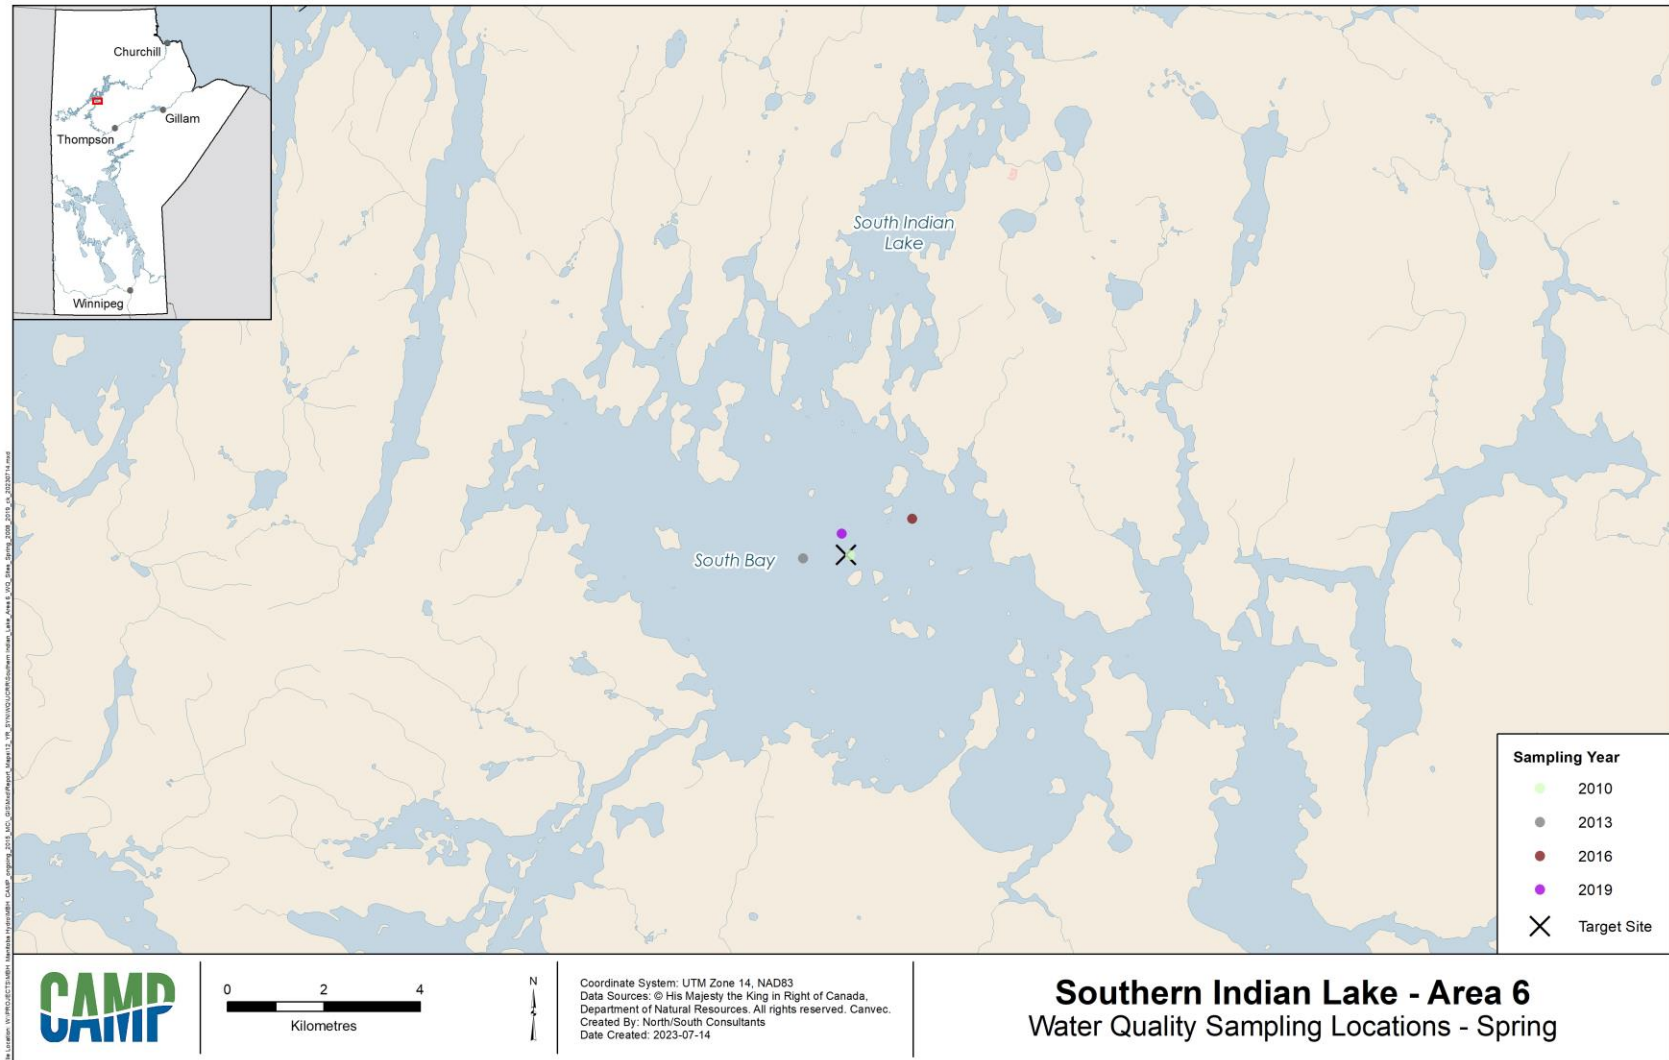 Churchill
Gillam
Thompson
Winnipeg
South Indian
Lake
South Bay
Sampling Year
2010
2013
2016
2019
Target Site
CAMP
0 2 4
Kilometres
N
Coordinate System: UTM Zone 14, NAD83
Data Sources: © His Majesty the King in Right of Canada,
Department of Natural Resources. All rights reserved. Canvec.
Created By: North/South Consultants
Date Created: 2023-07-14
Southern Indian Lake - Area 6
Water Quality Sampling Locations - Spring